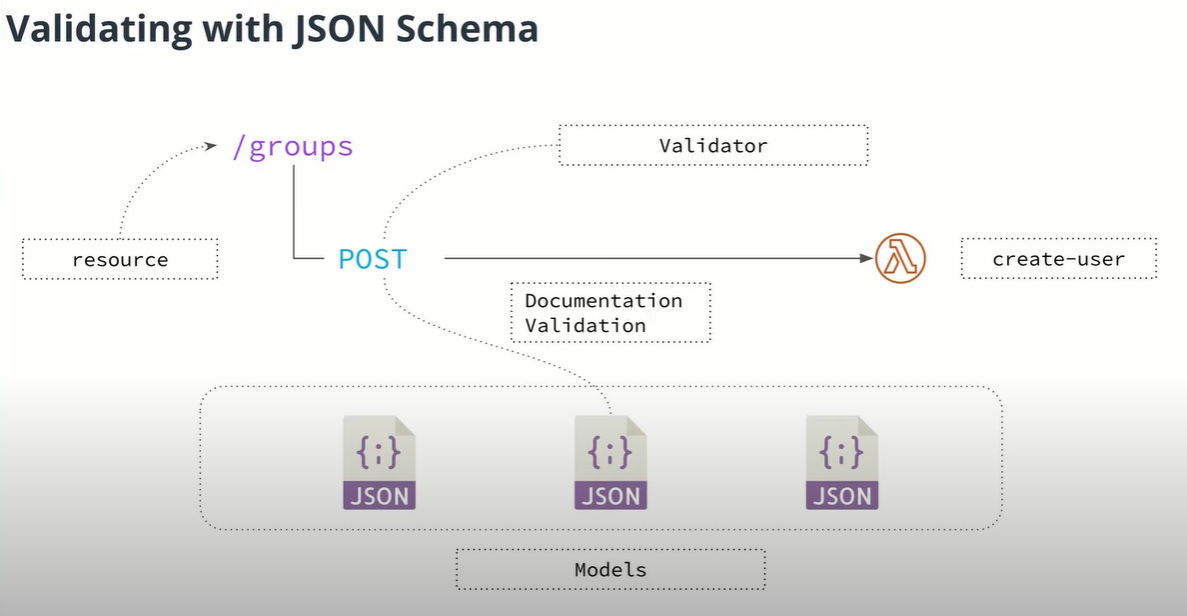 Validating with JSON Schema
/groups
Validator
resource
POST
create-user
Documentation
Validation
{;}
JSON
{;}
JSON
{;}
JSON
Models